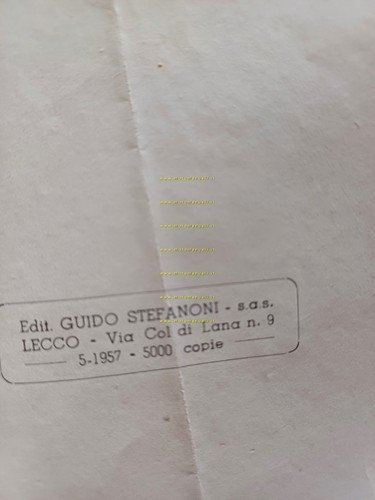 Edit. GUIDO STEFANONI - s.a.s.
LECCO - Via Col di Lana n. 9
5-1957 - 5000 copie